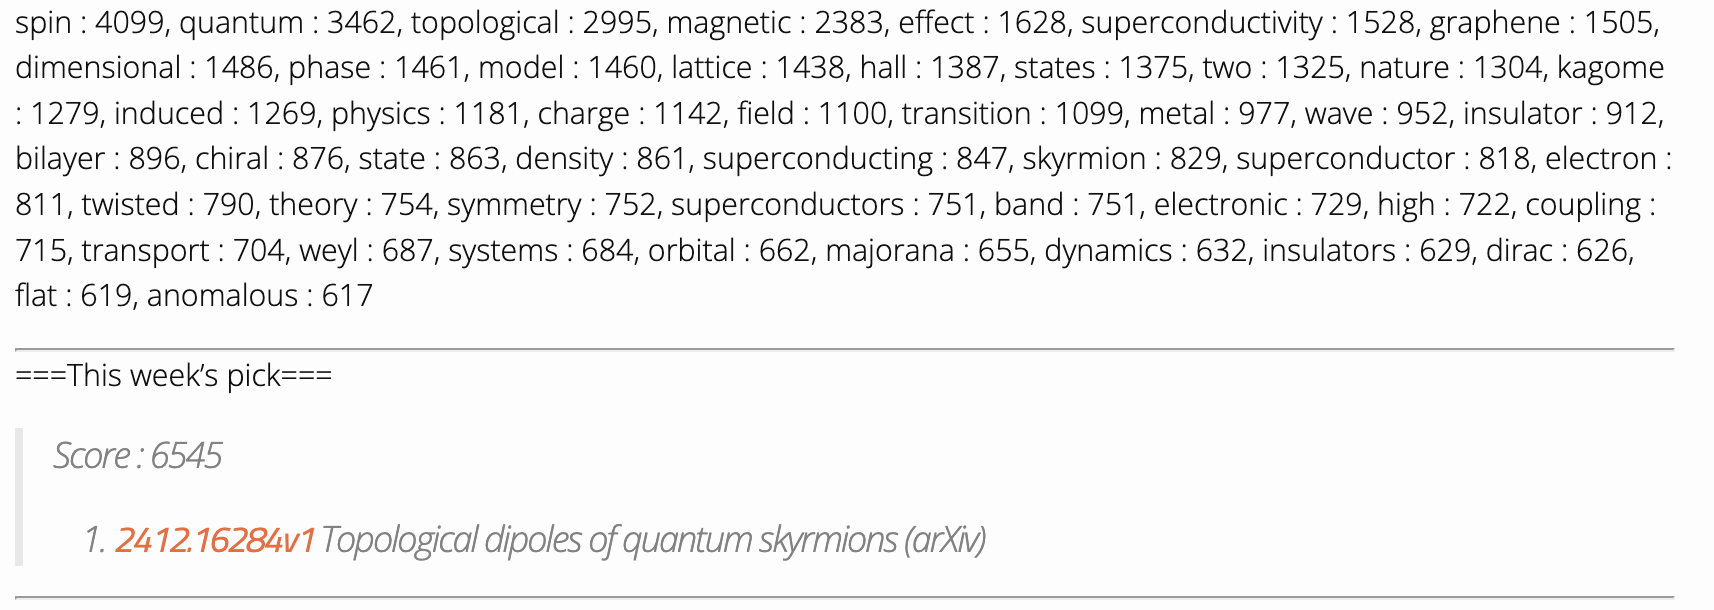 spin : 4099, quantum : 3462, topological : 2995, magnetic : 2383, effect : 1628, superconductivity : 1528, graphene : 1505,
dimensional : 1486, phase : 1461, model : 1460, lattice : 1438, hall : 1387, states : 1375, two : 1325, nature : 1304, kagome
: 1279, induced : 1269, physics : 1181, charge : 1142, field : 1100, transition : 1099, metal : 977, wave : 952, insulator : 912,
bilayer : 896, chiral : 876, state : 863, density : 861, superconducting : 847, skyrmion : 829, superconductor : 818, electron :
811, twisted : 790, theory : 754, symmetry : 752, superconductors : 751, band : 751, electronic : 729, high : 722, coupling :
715, transport : 704, weyl : 687, systems : 684, orbital : 662, majorana : 655, dynamics : 632, insulators : 629, dirac : 626,
flat : 619, anomalous : 617
===This week’s pick===
Score : 6545
1. 2412.16284v1 Topological dipoles of quantum skyrmions (arXiv)